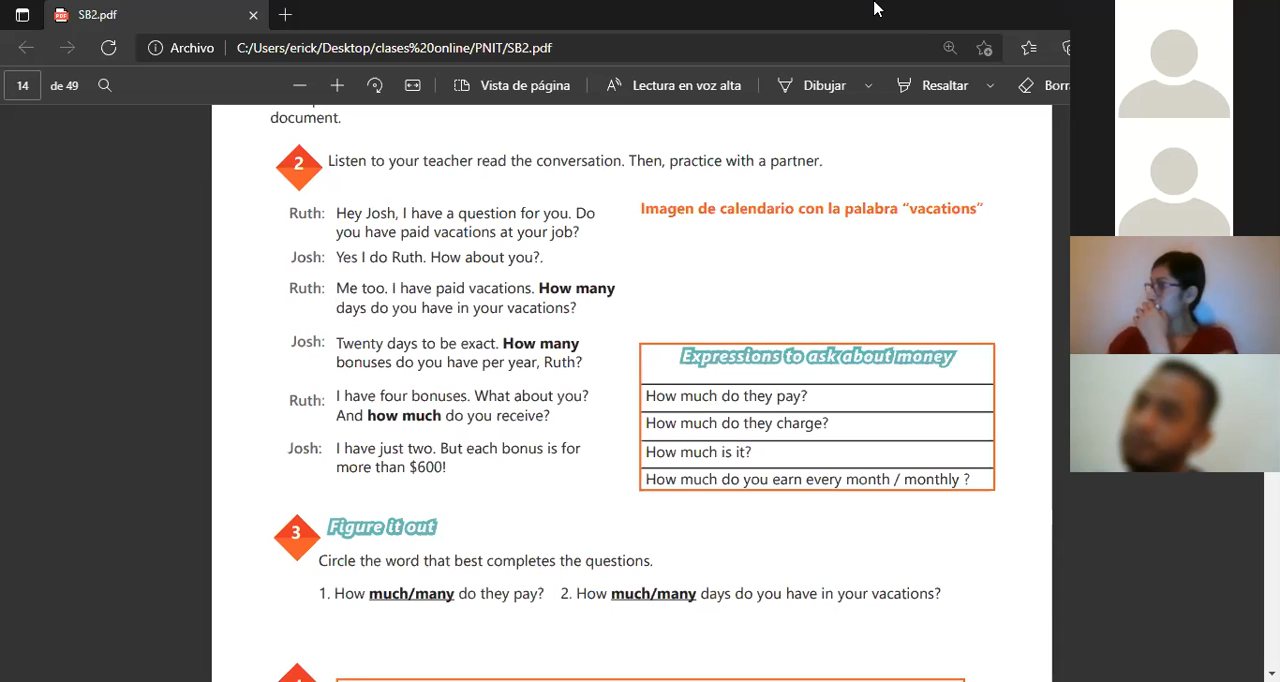 SB2.pdf
Archivo
C:/Users/erick/Desktop/clases%20online/PNIT/SB2.pdf
14
de 49
Vista de página
Lectura en voz alta
Dibujar
Resaltar
Borr
document.
2 Listen to your teacher read the conversation. Then, practice with a partner.
Ruth: Hey Josh, I have a question for you. Do
you have paid vacations at your job?
Josh: Yes I do Ruth. How about you?.
Ruth: Me too. I have paid vacations. How many
days do you have in your vacations?
Josh: Twenty days to be exact. How many
bonuses do you have per year, Ruth?
Ruth: I have four bonuses. What about you?
And how much do you receive?
Josh: I have just two. But each bonus is for
more than $600!
Imagen de calendario con la palabra “vacations”
Expressions to ask about money
How much do they pay?
How much do they charge?
How much is it?
How much do you earn every month / monthly ?
3 Figure it out
Circle the word that best completes the questions.
1. How much/many do they pay? 2. How much/many days do you have in your vacations?